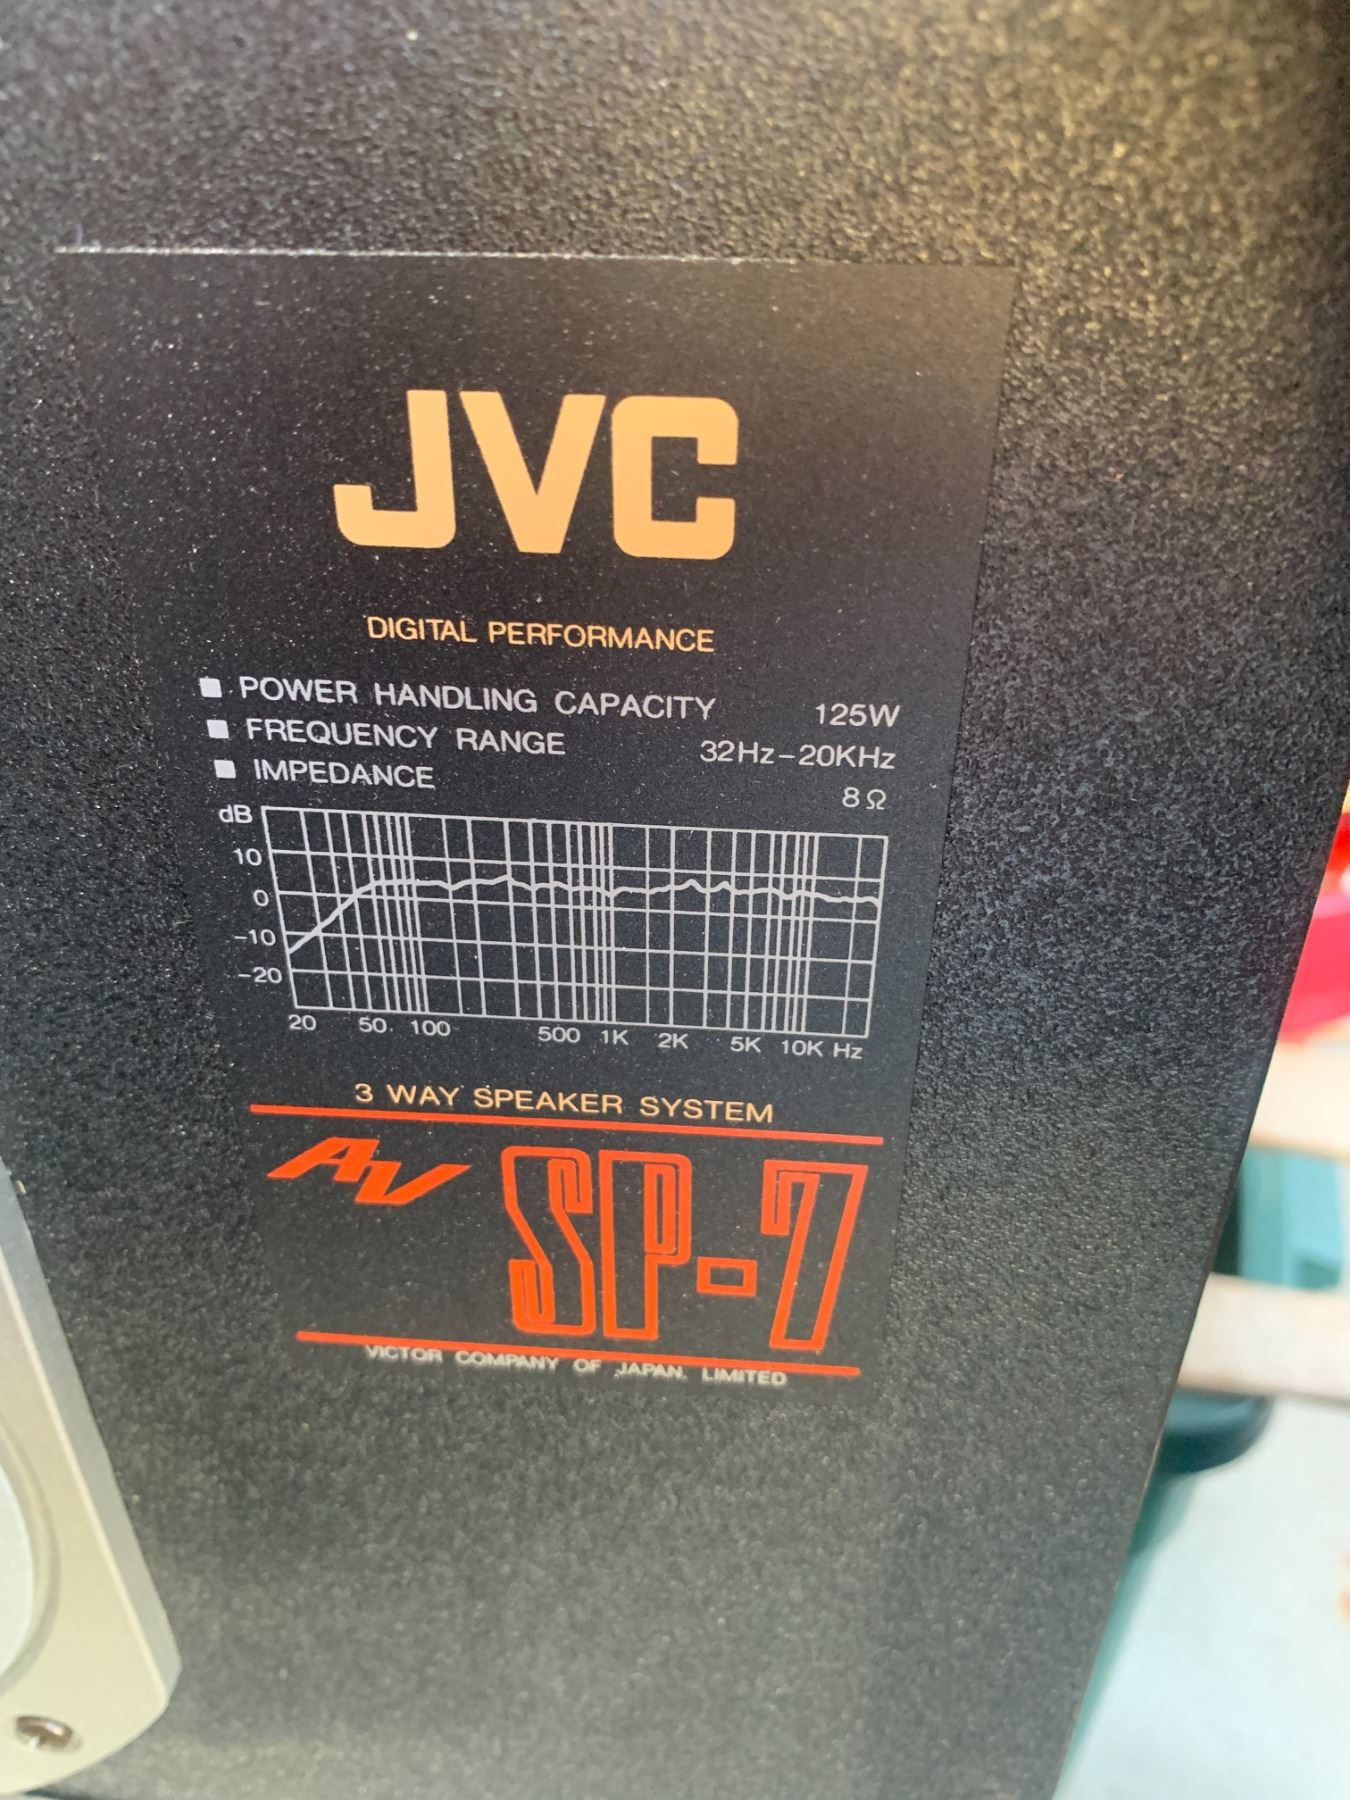 JVC
DIGITAL PERFORMANCE
■ POWER HANDLING CAPACITY 125W
■ FREQUENCY RANGE 32Hz–20KHz
■ IMPEDANCE 8Ω
dB
10
0
-10
-20
20 50 100 500 1K 2K 5K 10K Hz
3 WAY SPEAKER SYSTEM
AV SP-7
VICTOR COMPANY OF JAPAN, LIMITED